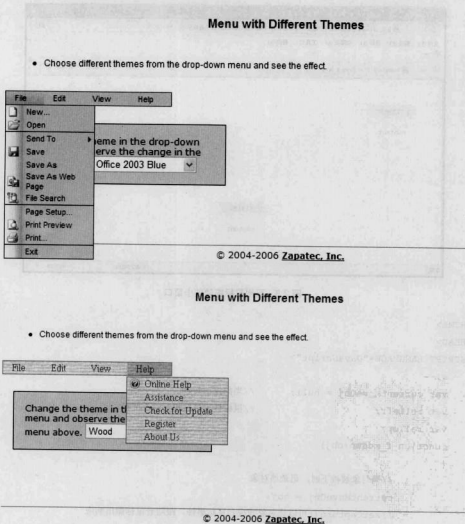 Menu with Different Themes
• Choose different themes from the drop-down menu and see the effect.
File Edit View Help
New...
Open
Send To
Save
Save As
Save As Web
Page
File Search
Page Setup...
Print Preview
Print...
Exit
eme in the drop-down
erve the change in the
Office 2003 Blue
© 2004-2006 Zapatec, Inc.
Menu with Different Themes
• Choose different themes from the drop-down menu and see the effect.
File Edit View Help
Online Help
Assistance
Check for Update
Register
About Us
Change the theme in th
menu and observe the
menu above. Wood
© 2004-2006 Zapatec, Inc.